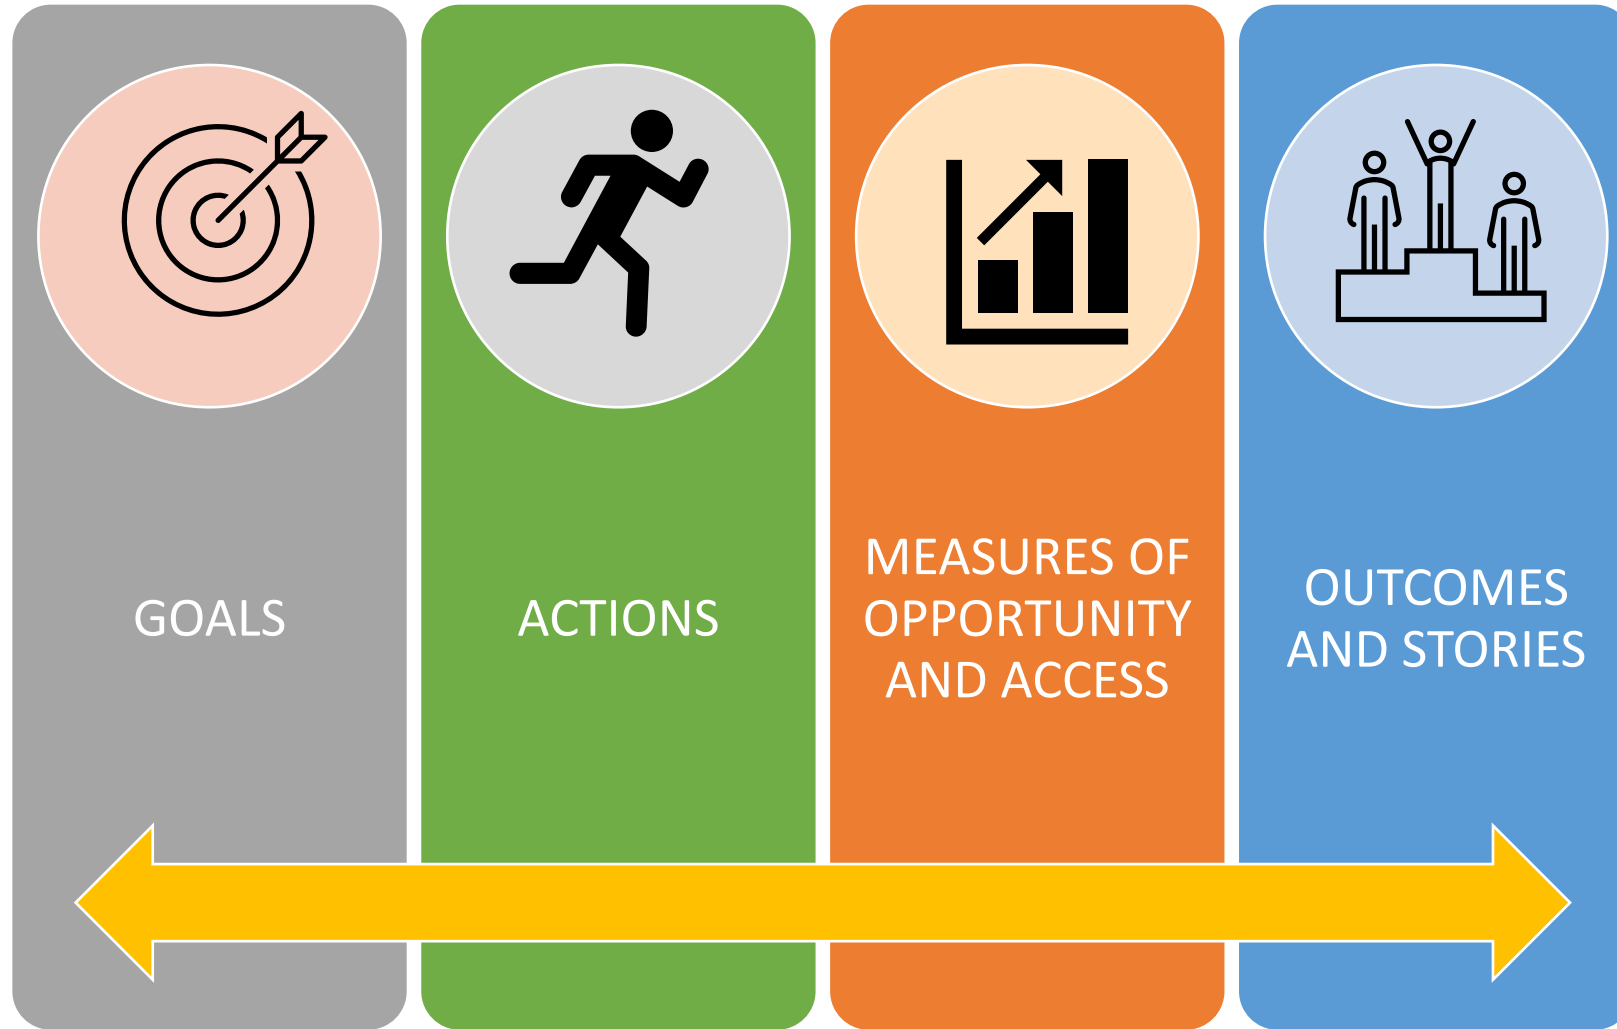 GOALS
ACTIONS
MEASURES OF
OPPORTUNITY
AND ACCESS
OUTCOMES
AND STORIES